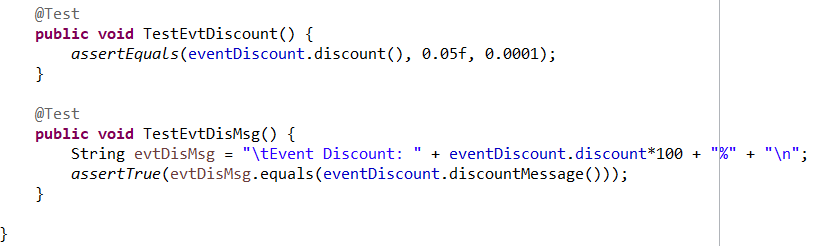 @Test
public void TestEvtDiscount() {
assertEquals(eventDiscount.discount(), 0.05f, 0.0001);
}
@Test
public void TestEvtDisMsg() {
String evtDisMsg = "\tEvent Discount: " + eventDiscount.discount*100 + "%" + "\n";
assertTrue(evtDisMsg.equals(eventDiscount.discountMessage()));
}
}